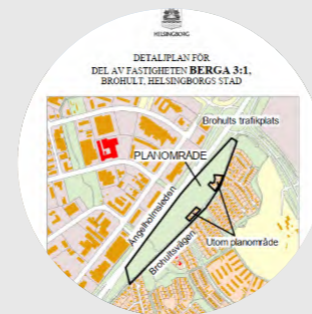 HELSINGBORG
DETALJPLAN FÖR
DEL AV FASTIGHETEN BERGA 3:1,
BROHULT, HELSINGBORGS STAD
Brohults trafikplats
PLANOMRÅDE
Ängelholmsleden
Brohultsvägen
Utom planområde